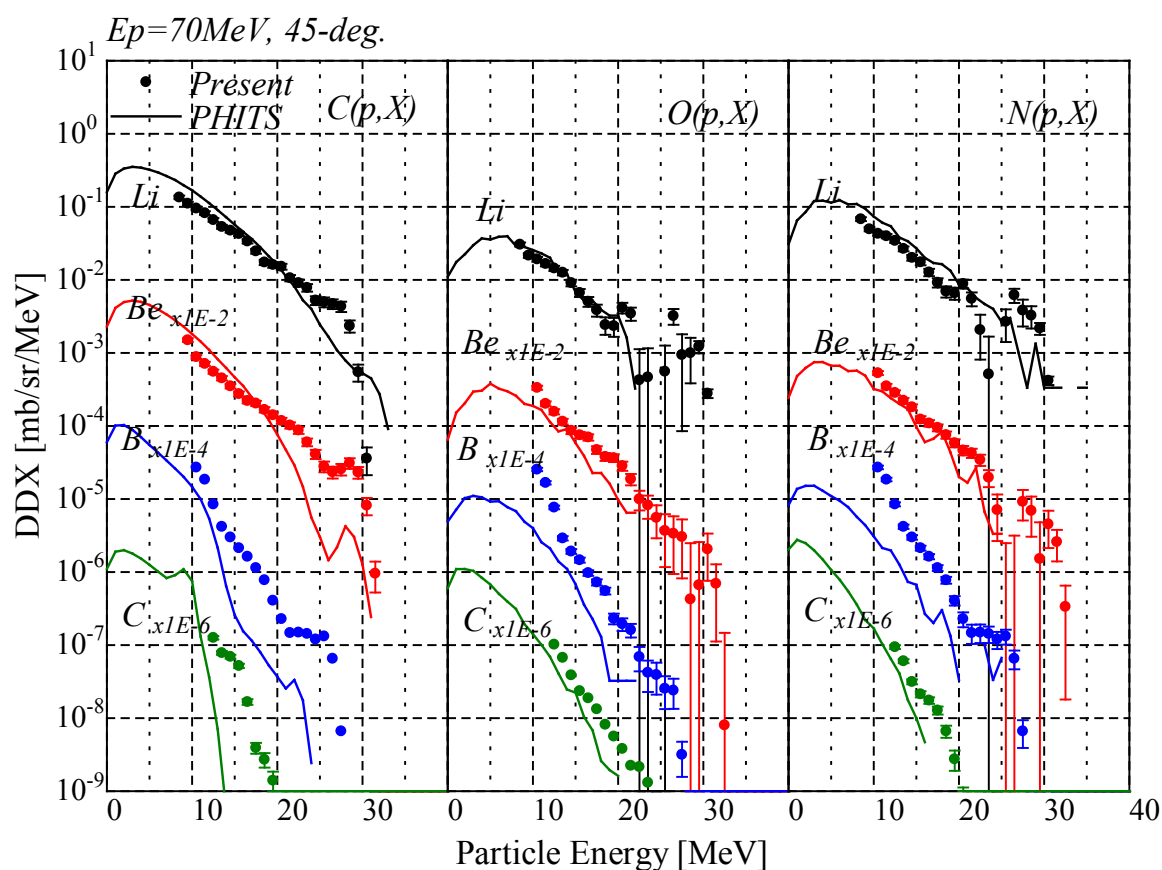 Ep=70MeV, 45-deg.
Present
PHITS
C(p,X)
O(p,X)
N(p,X)
10^1
10^0
10^-1
10^-2
10^-3
10^-4
10^-5
10^-6
10^-7
10^-8
10^-9
DDX [mb/sr/MeV]
Li
Be x1E-2
B x1E-4
C x1E-6
Li
Be x1E-2
B x1E-4
C x1E-6
Li
Be x1E-2
B x1E-4
C x1E-6
0 10 20 30 0 10 20 30 0 10 20 30 40
Particle Energy [MeV]